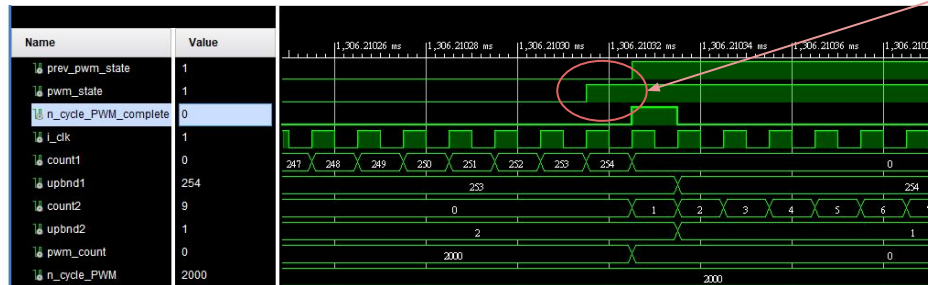 Name Value
1,306.21026 ms 1,306.21028 ms 1,306.21030 ms 1,306.21032 ms 1,306.21034 ms 1,306.21036 ms
prev_pwm_state 1
pwm_state 1
n_cycle_PWM_complete 0
i_clk 1
count1 0 247 248 249 250 251 252 253 254 0
upbnd1 254 253 254
count2 9 0 1 2 3 4 5 6
upbnd2 1 2 1
pwm_count 0 2000 0
n_cycle_PWM 2000 2000